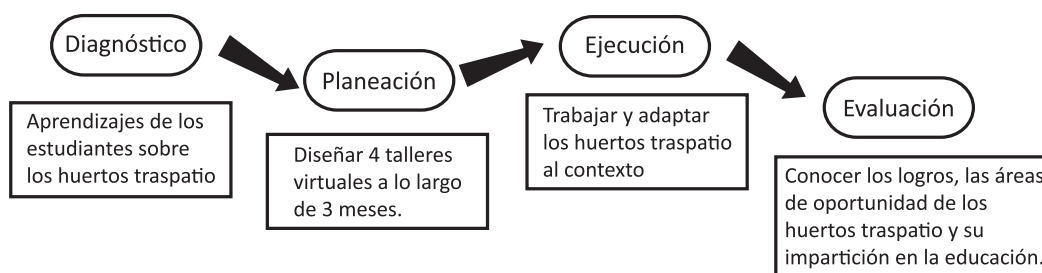 Diagnóstico
Aprendizajes de los
estudiantes sobre
los huertos traspatio
Planeación
Diseñar 4 talleres
virtuales a lo largo
de 3 meses.
Ejecución
Trabajar y adaptar
los huertos traspatio
al contexto
Evaluación
Conocer los logros, las áreas
de oportunidad de los
huertos traspatio y su
impartición en la educación.